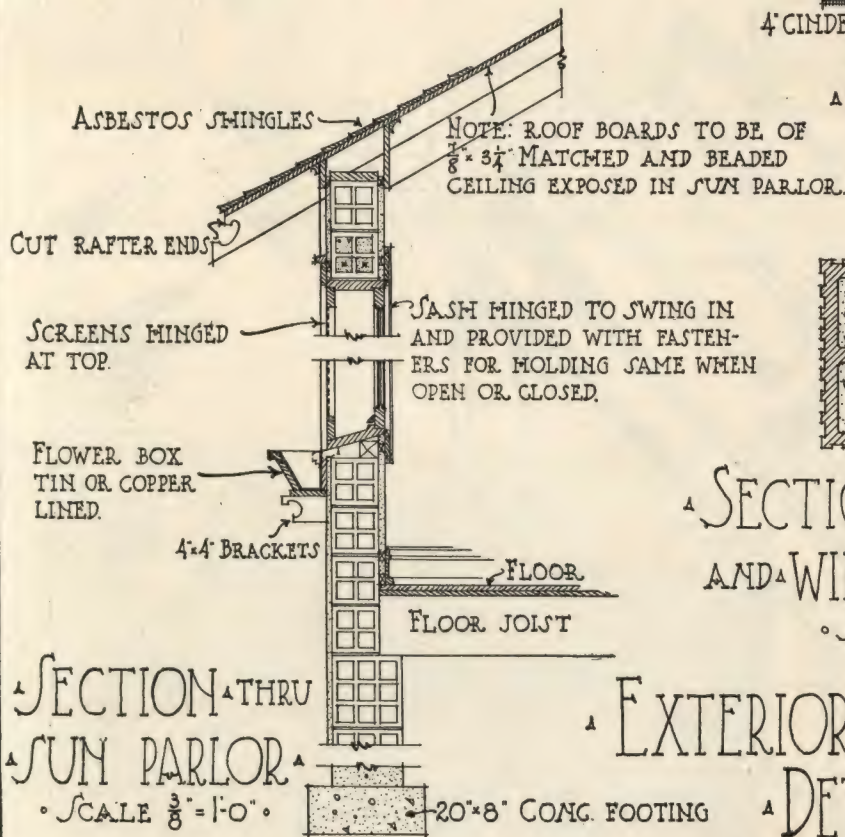 4" CINDE
ASBESTOS SHINGLES
NOTE: ROOF BOARDS TO BE OF
7/8" x 3 1/4" MATCHED AND BEADED
CEILING EXPOSED IN SUN PARLOR.
CUT RAFTER ENDS
SCREENS HINGED
AT TOP.
SASH HINGED TO SWING IN
AND PROVIDED WITH FASTEN-
ERS FOR HOLDING SAME WHEN
OPEN OR CLOSED.
FLOWER BOX
TIN OR COPPER
LINED.
4"x4" BRACKETS
FLOOR
FLOOR JOIST
SECTION THRU
SUN PARLOR
SCALE 3/8" = 1'-0"
20"x8" CONC. FOOTING
SECTIO
AND WI
EXTERIOR
DET